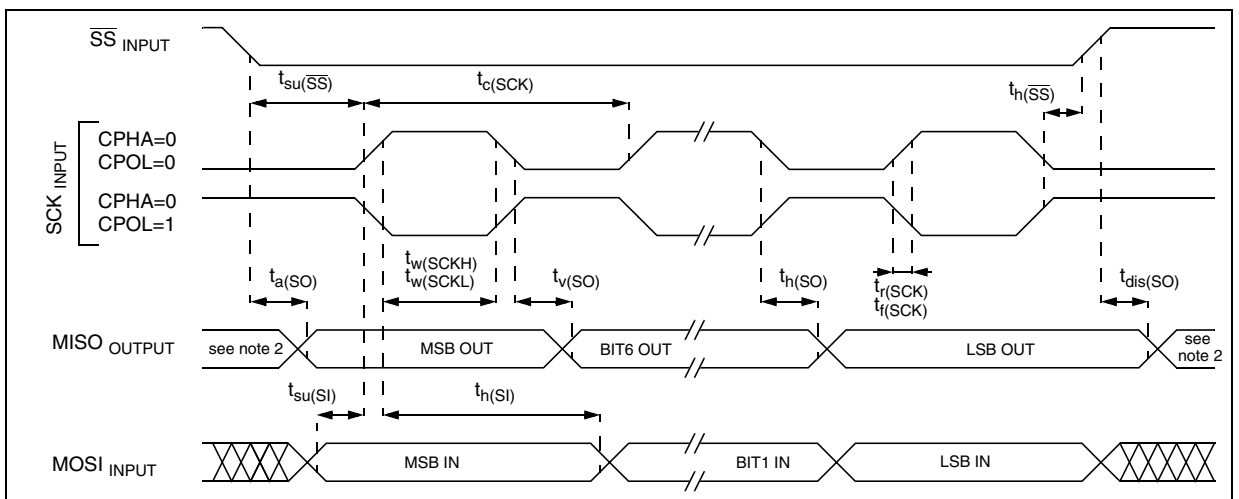 SS INPUT
tsu(SS)
tc(SCK)
th(SS)
SCK INPUT
CPHA=0
CPOL=0
CPHA=0
CPOL=1
ta(SO)
tw(SCKH)
tw(SCKL)
tv(SO)
th(SO)
tr(SCK)
tf(SCK)
tdis(SO)
MISO OUTPUT
see note 2
MSB OUT
BIT6 OUT
LSB OUT
see
note 2
tsu(SI)
th(SI)
MOSI INPUT
MSB IN
BIT1 IN
LSB IN